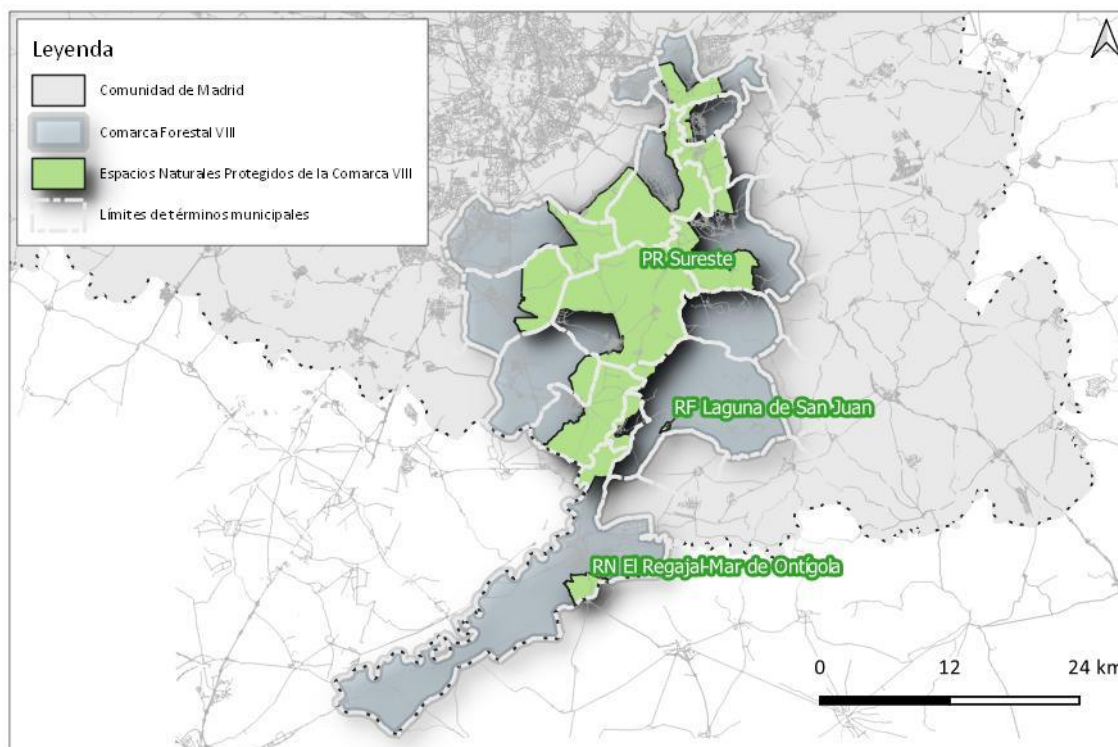 Leyenda
Comunidad de Madrid
Comarca Forestal VIII
Espacios Naturales Protegidos de la Comarca VIII
Límites de términos municipales
PR Sureste
RF Laguna de San Juan
RN El Regajal-Mar de Ontígola
0 12 24 km